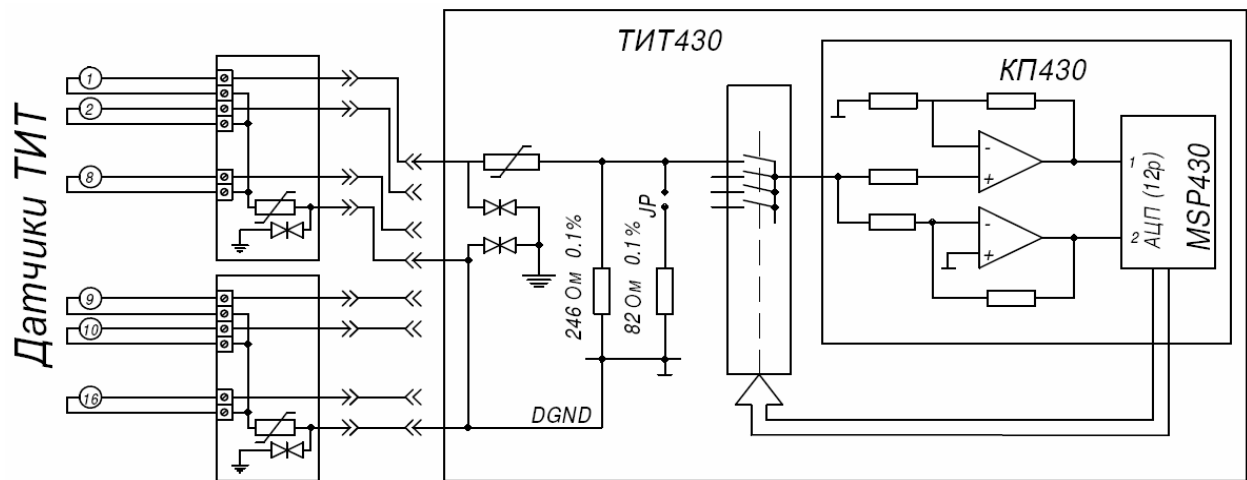 Датчики ТИТ
1
2
8
9
10
16
ТИТ430
246 Ом 0.1%
82 Ом 0.1%
JP
DGND
КП430
-
+
-
+
1
2
АЦП (12р)
MSP430